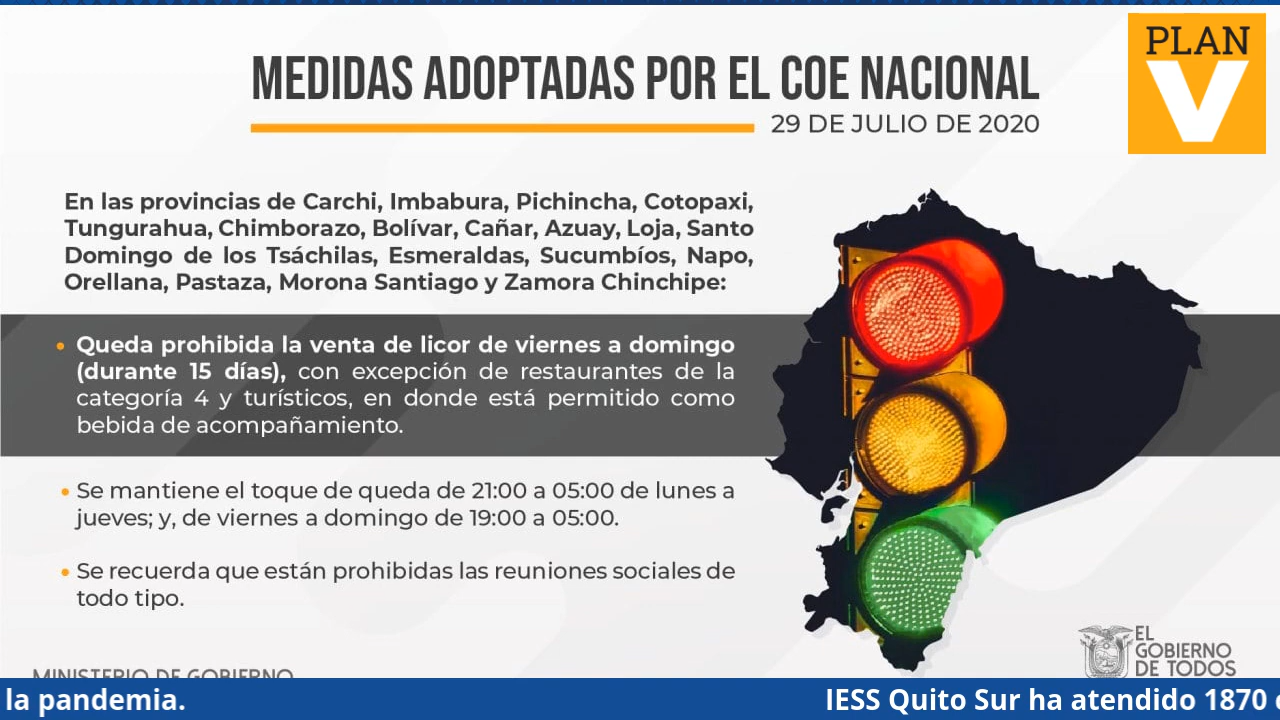 PLAN
V
MEDIDAS ADOPTADAS POR EL COE NACIONAL
29 DE JULIO DE 2020
En las provincias de Carchi, Imbabura, Pichincha, Cotopaxi,
Tungurahua, Chimborazo, Bolívar, Cañar, Azuay, Loja, Santo
Domingo de los Tsáchilas, Esmeraldas, Sucumbíos, Napo,
Orellana, Pastaza, Morona Santiago y Zamora Chinchipe:
• Queda prohibida la venta de licor de viernes a domingo
(durante 15 días), con excepción de restaurantes de la
categoría 4 y turísticos, en donde está permitido como
bebida de acompañamiento.
• Se mantiene el toque de queda de 21:00 a 05:00 de lunes a
jueves; y, de viernes a domingo de 19:00 a 05:00.
• Se recuerda que están prohibidas las reuniones sociales de
todo tipo.
MINISTERIO DE GOBIERNO
EL
GOBIERNO
DE TODOS
la pandemia. IESS Quito Sur ha atendido 1870